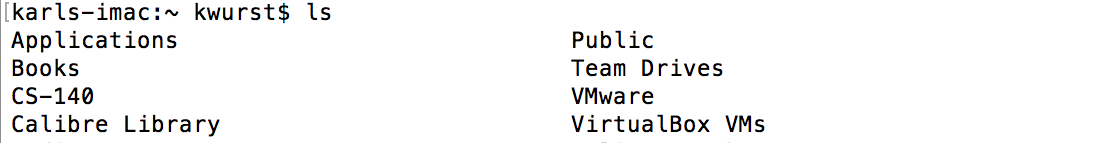 [karls-imac:~ kwurst$ ls
Applications Public
Books Team Drives
CS-140 VMware
Calibre Library VirtualBox VMs